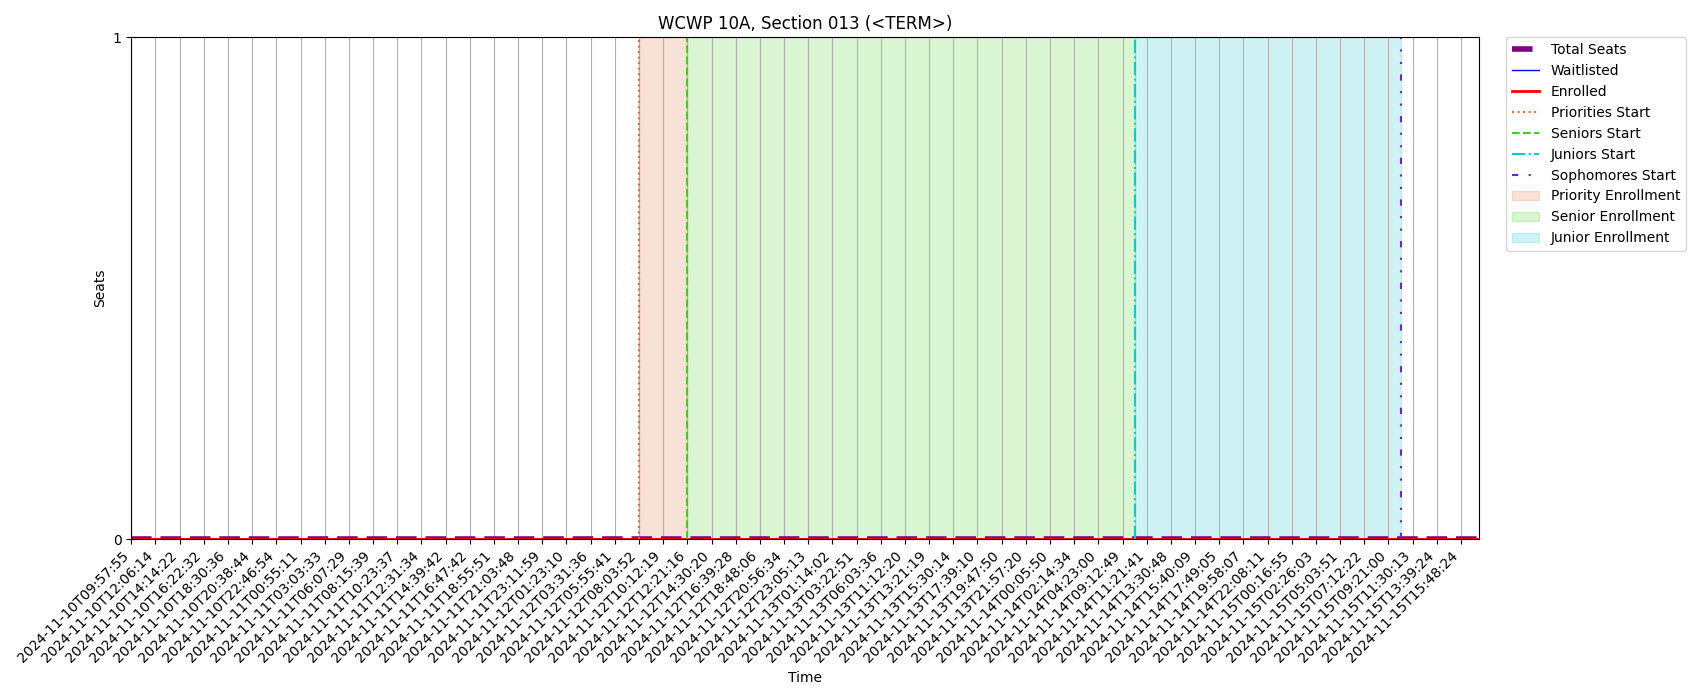 WCWP 10A, Section 013 (<TERM>)
1
0
Seats
2024-11-10T09:57:55
2024-11-10T12:06:14
2024-11-10T14:14:22
2024-11-10T16:22:32
2024-11-10T18:30:36
2024-11-10T20:38:44
2024-11-10T22:46:54
2024-11-11T00:55:11
2024-11-11T03:03:33
2024-11-11T06:07:29
2024-11-11T08:15:39
2024-11-11T10:23:37
2024-11-11T12:31:34
2024-11-11T14:39:42
2024-11-11T16:47:42
2024-11-11T18:55:51
2024-11-11T21:03:48
2024-11-11T23:11:59
2024-11-12T01:23:10
2024-11-12T03:31:36
2024-11-12T05:55:41
2024-11-12T08:03:52
2024-11-12T10:12:19
2024-11-12T12:21:16
2024-11-12T14:30:20
2024-11-12T16:39:28
2024-11-12T18:48:06
2024-11-12T20:56:34
2024-11-12T23:05:13
2024-11-13T01:14:02
2024-11-13T03:22:51
2024-11-13T06:03:36
2024-11-13T11:12:20
2024-11-13T13:21:19
2024-11-13T15:30:14
2024-11-13T17:39:10
2024-11-13T19:47:50
2024-11-13T21:57:20
2024-11-14T00:05:50
2024-11-14T02:14:34
2024-11-14T04:23:00
2024-11-14T09:12:49
2024-11-14T11:21:41
2024-11-14T13:30:48
2024-11-14T15:40:09
2024-11-14T17:49:05
2024-11-14T19:58:07
2024-11-14T22:08:11
2024-11-15T00:16:55
2024-11-15T02:26:03
2024-11-15T05:03:51
2024-11-15T07:12:22
2024-11-15T09:21:00
2024-11-15T11:30:13
2024-11-15T13:39:24
2024-11-15T15:48:24
Time
Total Seats
Waitlisted
Enrolled
Priorities Start
Seniors Start
Juniors Start
Sophomores Start
Priority Enrollment
Senior Enrollment
Junior Enrollment